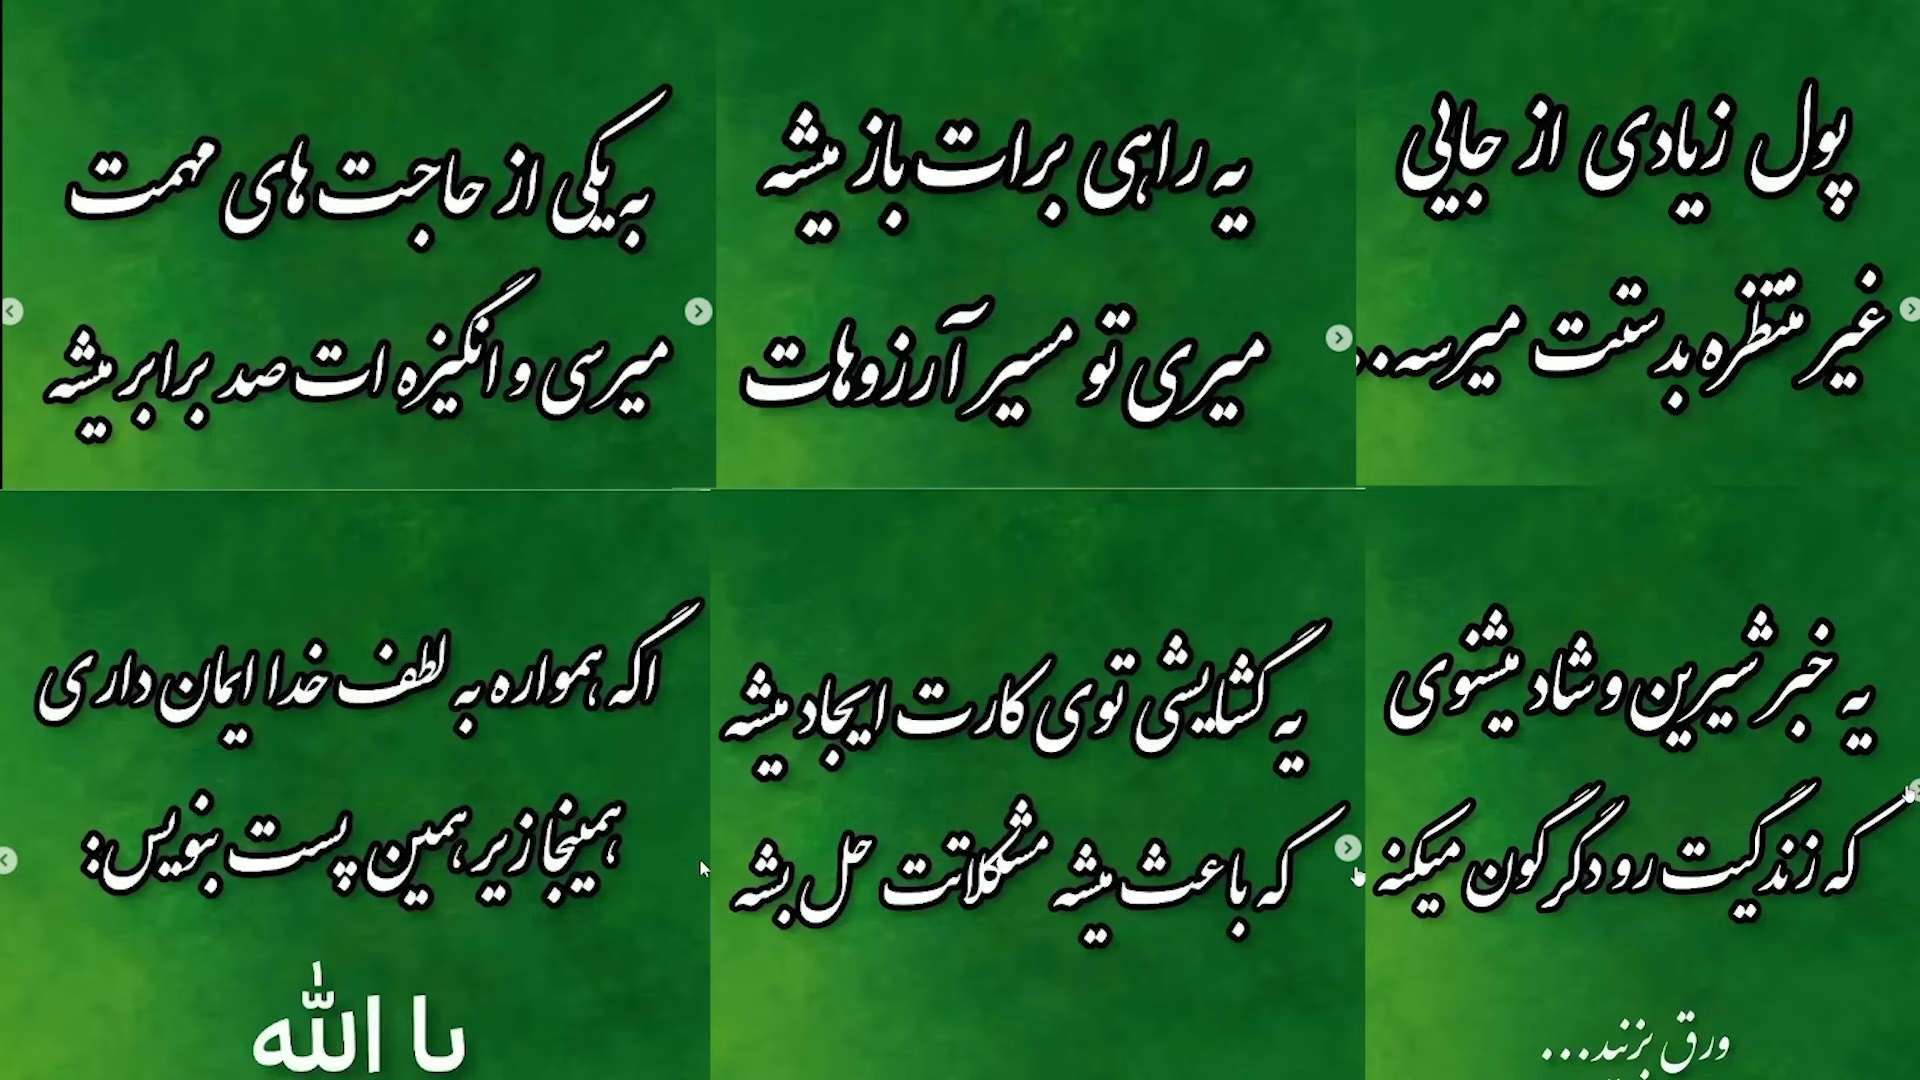 پول زیادی از جایی
غیر منتظره بدستت میرسه..
یه راهی برات باز میشه
میری تو مسیر آرزوهات
به یکی از حاجت های مهمت
میرسی و انگیزه ات صد برابر میشه
یه خبر شیرین و شاد میشنوی
که زندگیت رو دگرگون میکنه
ورق بزنید...
یه گشایشی توی کارت ایجاد میشه
که باعث میشه مشکلاتت حل بشه
اگه همواره به لطف خدا ایمان داری
همینجا زیر همین پست بنویس:
یا الله